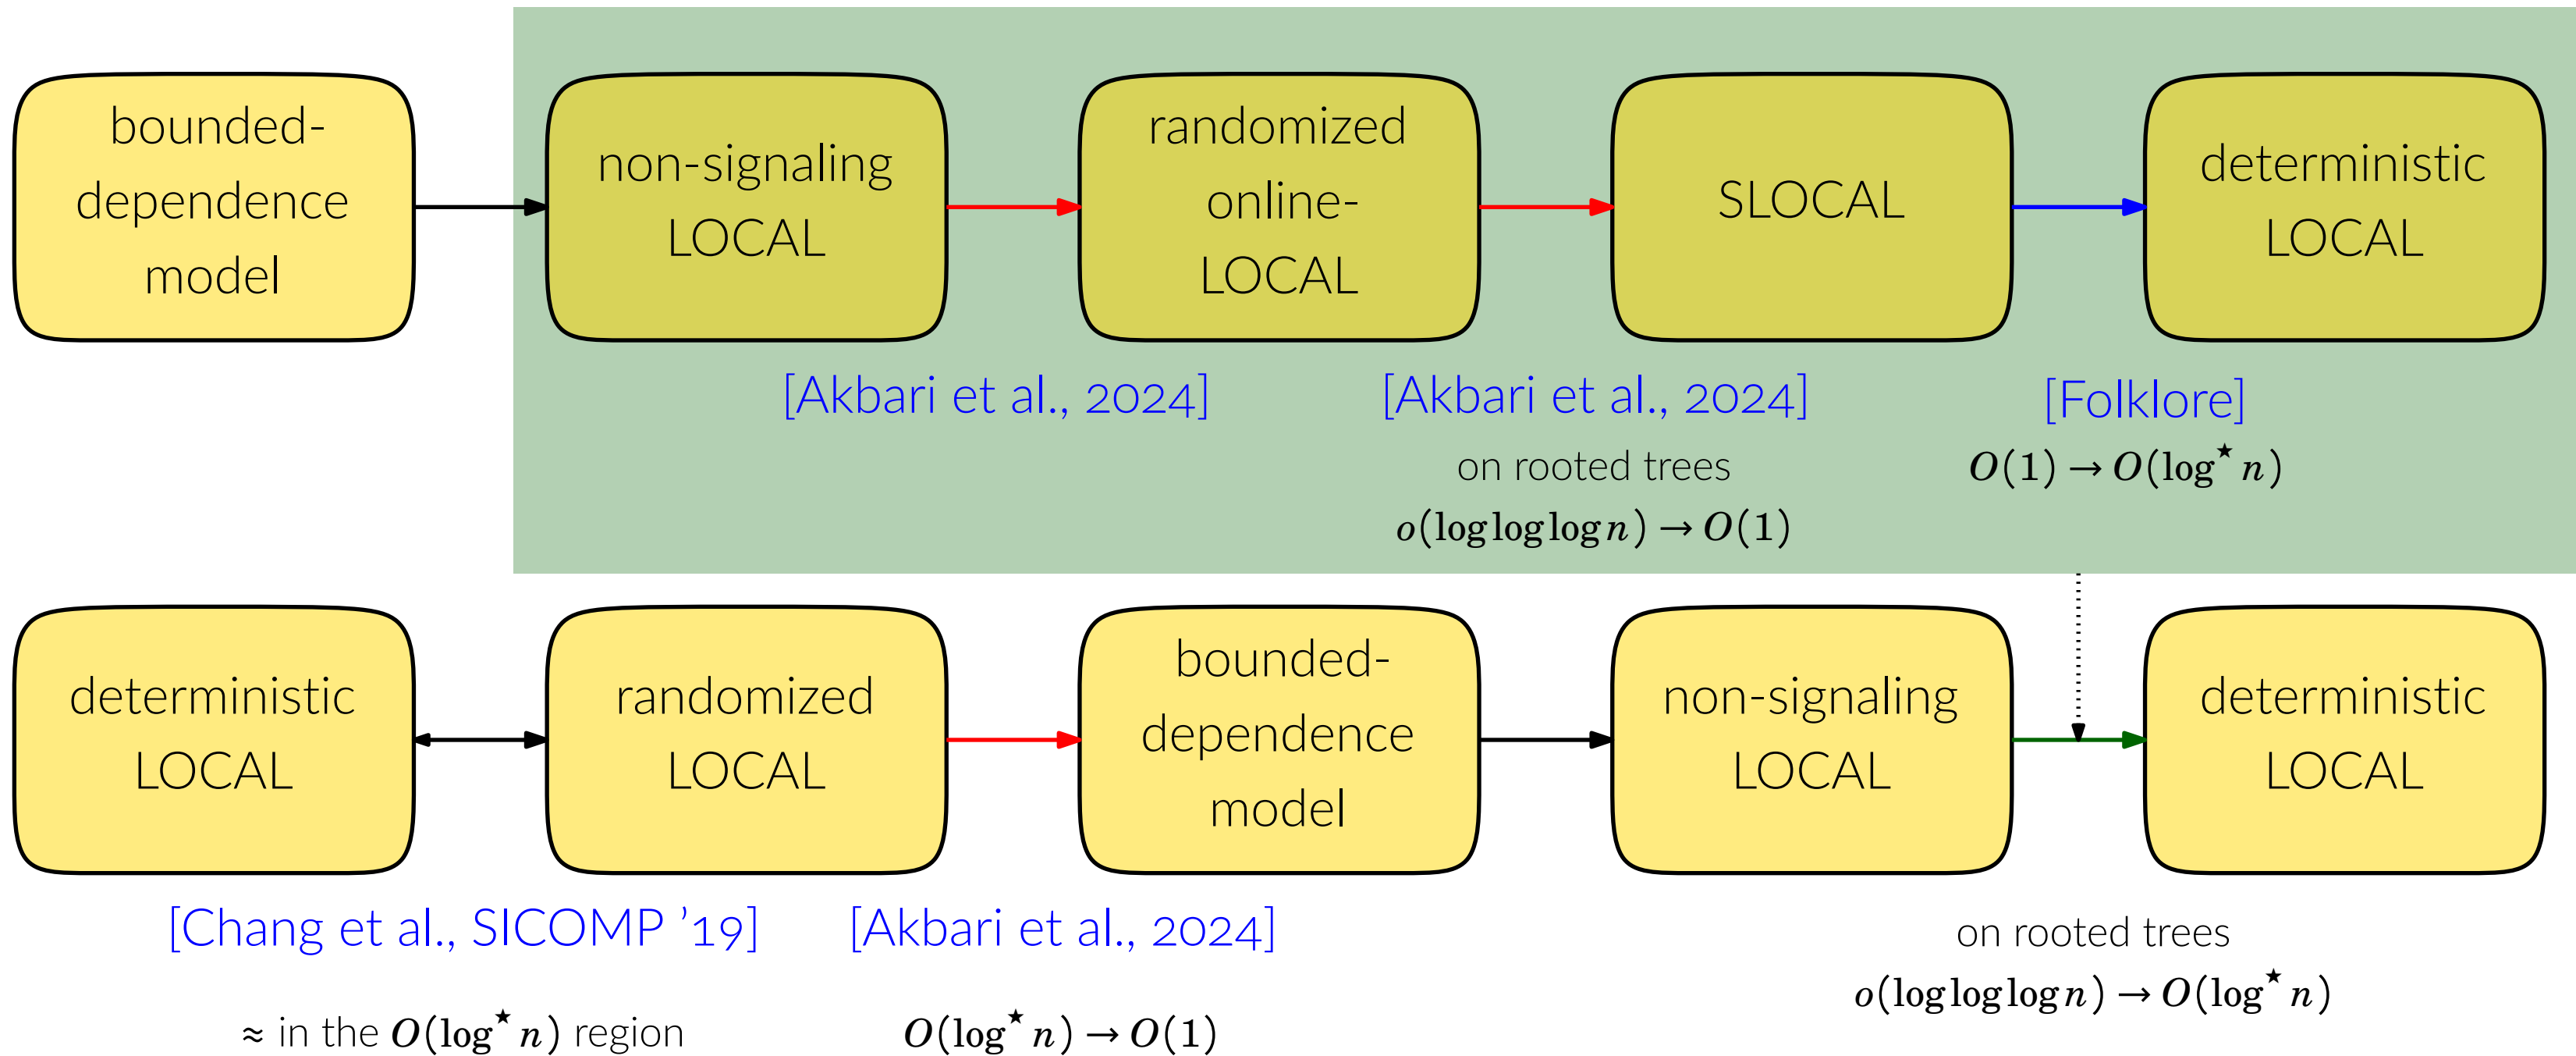 bounded-
dependence
model
non-signaling
LOCAL
randomized
online-
LOCAL
SLOCAL
deterministic
LOCAL
[Akbari et al., 2024]
[Akbari et al., 2024]
on rooted trees
o(log log log n) → O(1)
[Folklore]
O(1) → O(log⋆ n)
deterministic
LOCAL
randomized
LOCAL
bounded-
dependence
model
non-signaling
LOCAL
deterministic
LOCAL
[Chang et al., SICOMP ’19]
≈ in the O(log⋆ n) region
[Akbari et al., 2024]
O(log⋆ n) → O(1)
on rooted trees
o(log log log n) → O(log⋆ n)